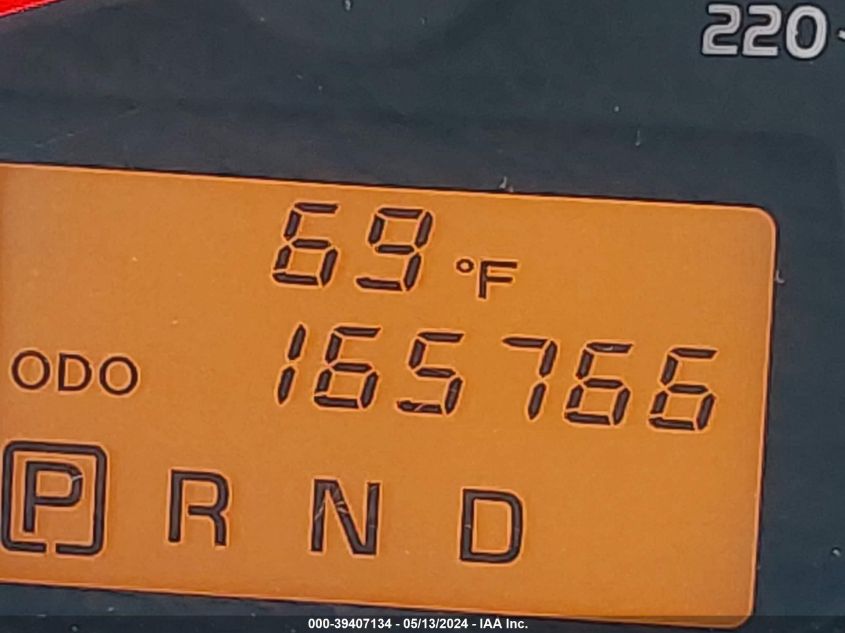 220
69 °F
ODO 165766
P R N D
000-39407134 - 05/13/2024 - IAA Inc.